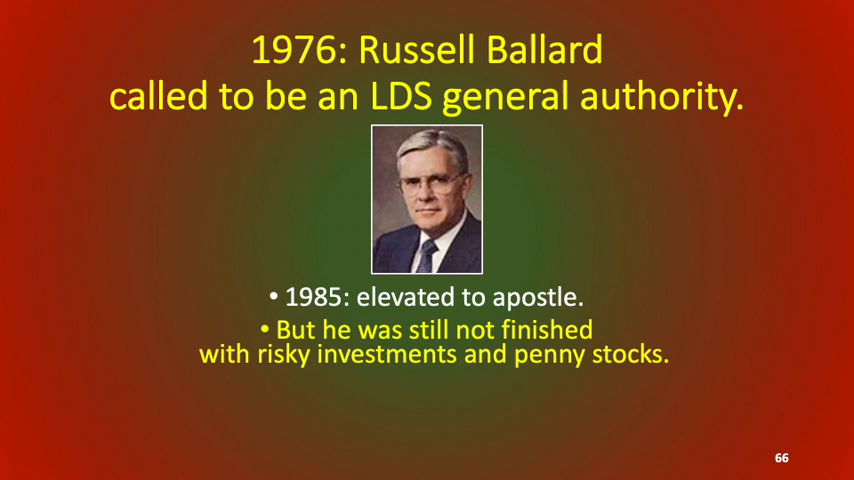 1976: Russell Ballard
called to be an LDS general authority.
• 1985: elevated to apostle.
• But he was still not finished
with risky investments and penny stocks.
66